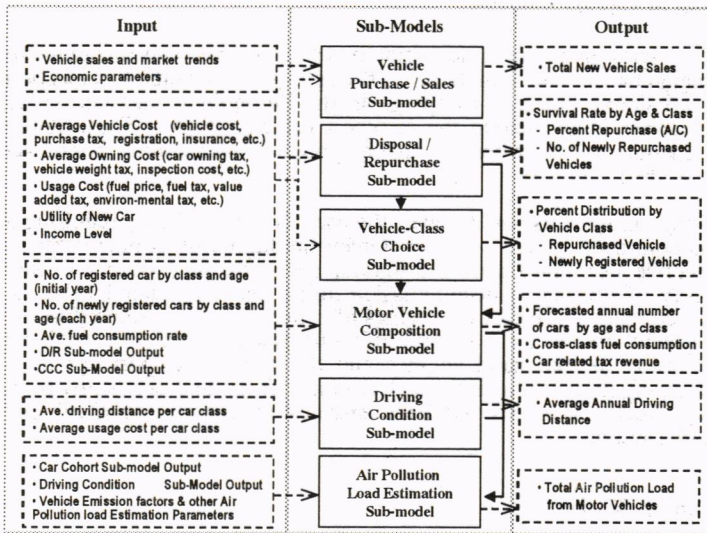 Input
Sub-Models
Output
• Vehicle sales and market trends
• Economic parameters
Vehicle
Purchase / Sales
Sub-model
• Total New Vehicle Sales
• Average Vehicle Cost (vehicle cost,
purchase tax, registration, insurance, etc.)
• Average Owning Cost (car owning tax,
vehicle weight tax, inspection cost, etc.)
• Usage Cost (fuel price, fuel tax, value
added tax, environ-mental tax, etc.)
• Utility of New Car
• Income Level
Disposal /
Repurchase
Sub-model
• Survival Rate by Age & Class
- Percent Repurchase (A/C)
- No. of Newly Repurchased
Vehicles
Vehicle-Class
Choice
Sub-model
• Percent Distribution by
Vehicle Class
- Repurchased Vehicle
- Newly Registered Vehicle
• No. of registered car by class and age
(initial year)
• No. of newly registered cars by class and
age (each year)
• Ave. fuel consumption rate
• D/R Sub-model Output
•CCC Sub-Model Output
Motor Vehicle
Composition
Sub-model
• Forecasted annual number
of cars by age and class
• Cross-class fuel consumption
• Car related tax revenue
• Ave. driving distance per car class
• Average usage cost per car class
Driving
Condition
Sub-model
• Average Annual Driving
Distance
• Car Cohort Sub-model Output
• Driving Condition Sub-Model Output
• Vehicle Emission factors & other Air
Pollution load Estimation Parameters
Air Pollution
Load Estimation
Sub-model
• Total Air Pollution Load
from Motor Vehicles